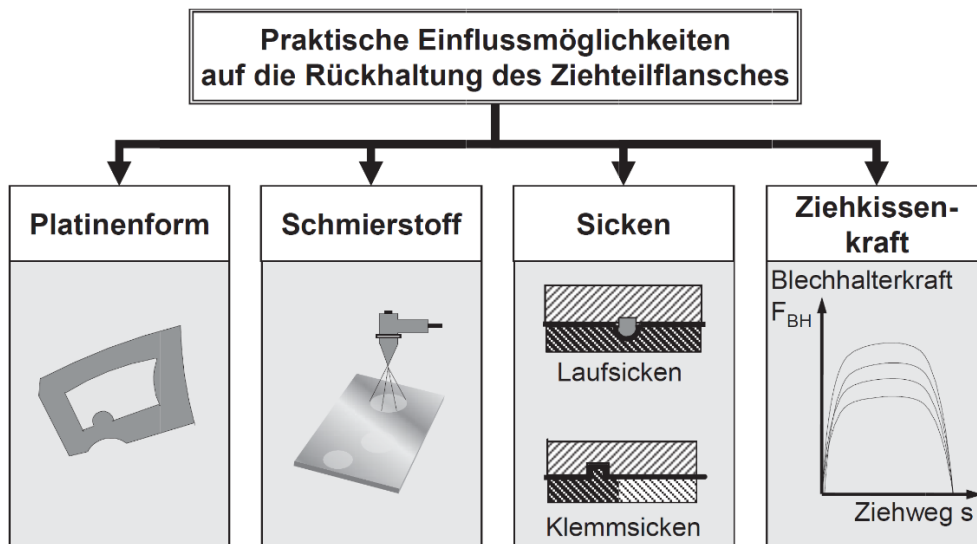 Praktische Einflussmöglichkeiten
auf die Rückhaltung des Ziehteilflansches
Platinenform
Schmierstoff
Sicken
Laufsicken
Klemmsicken
Ziehkissen-
kraft
Blechhalterkraft
F_BH
Ziehweg s